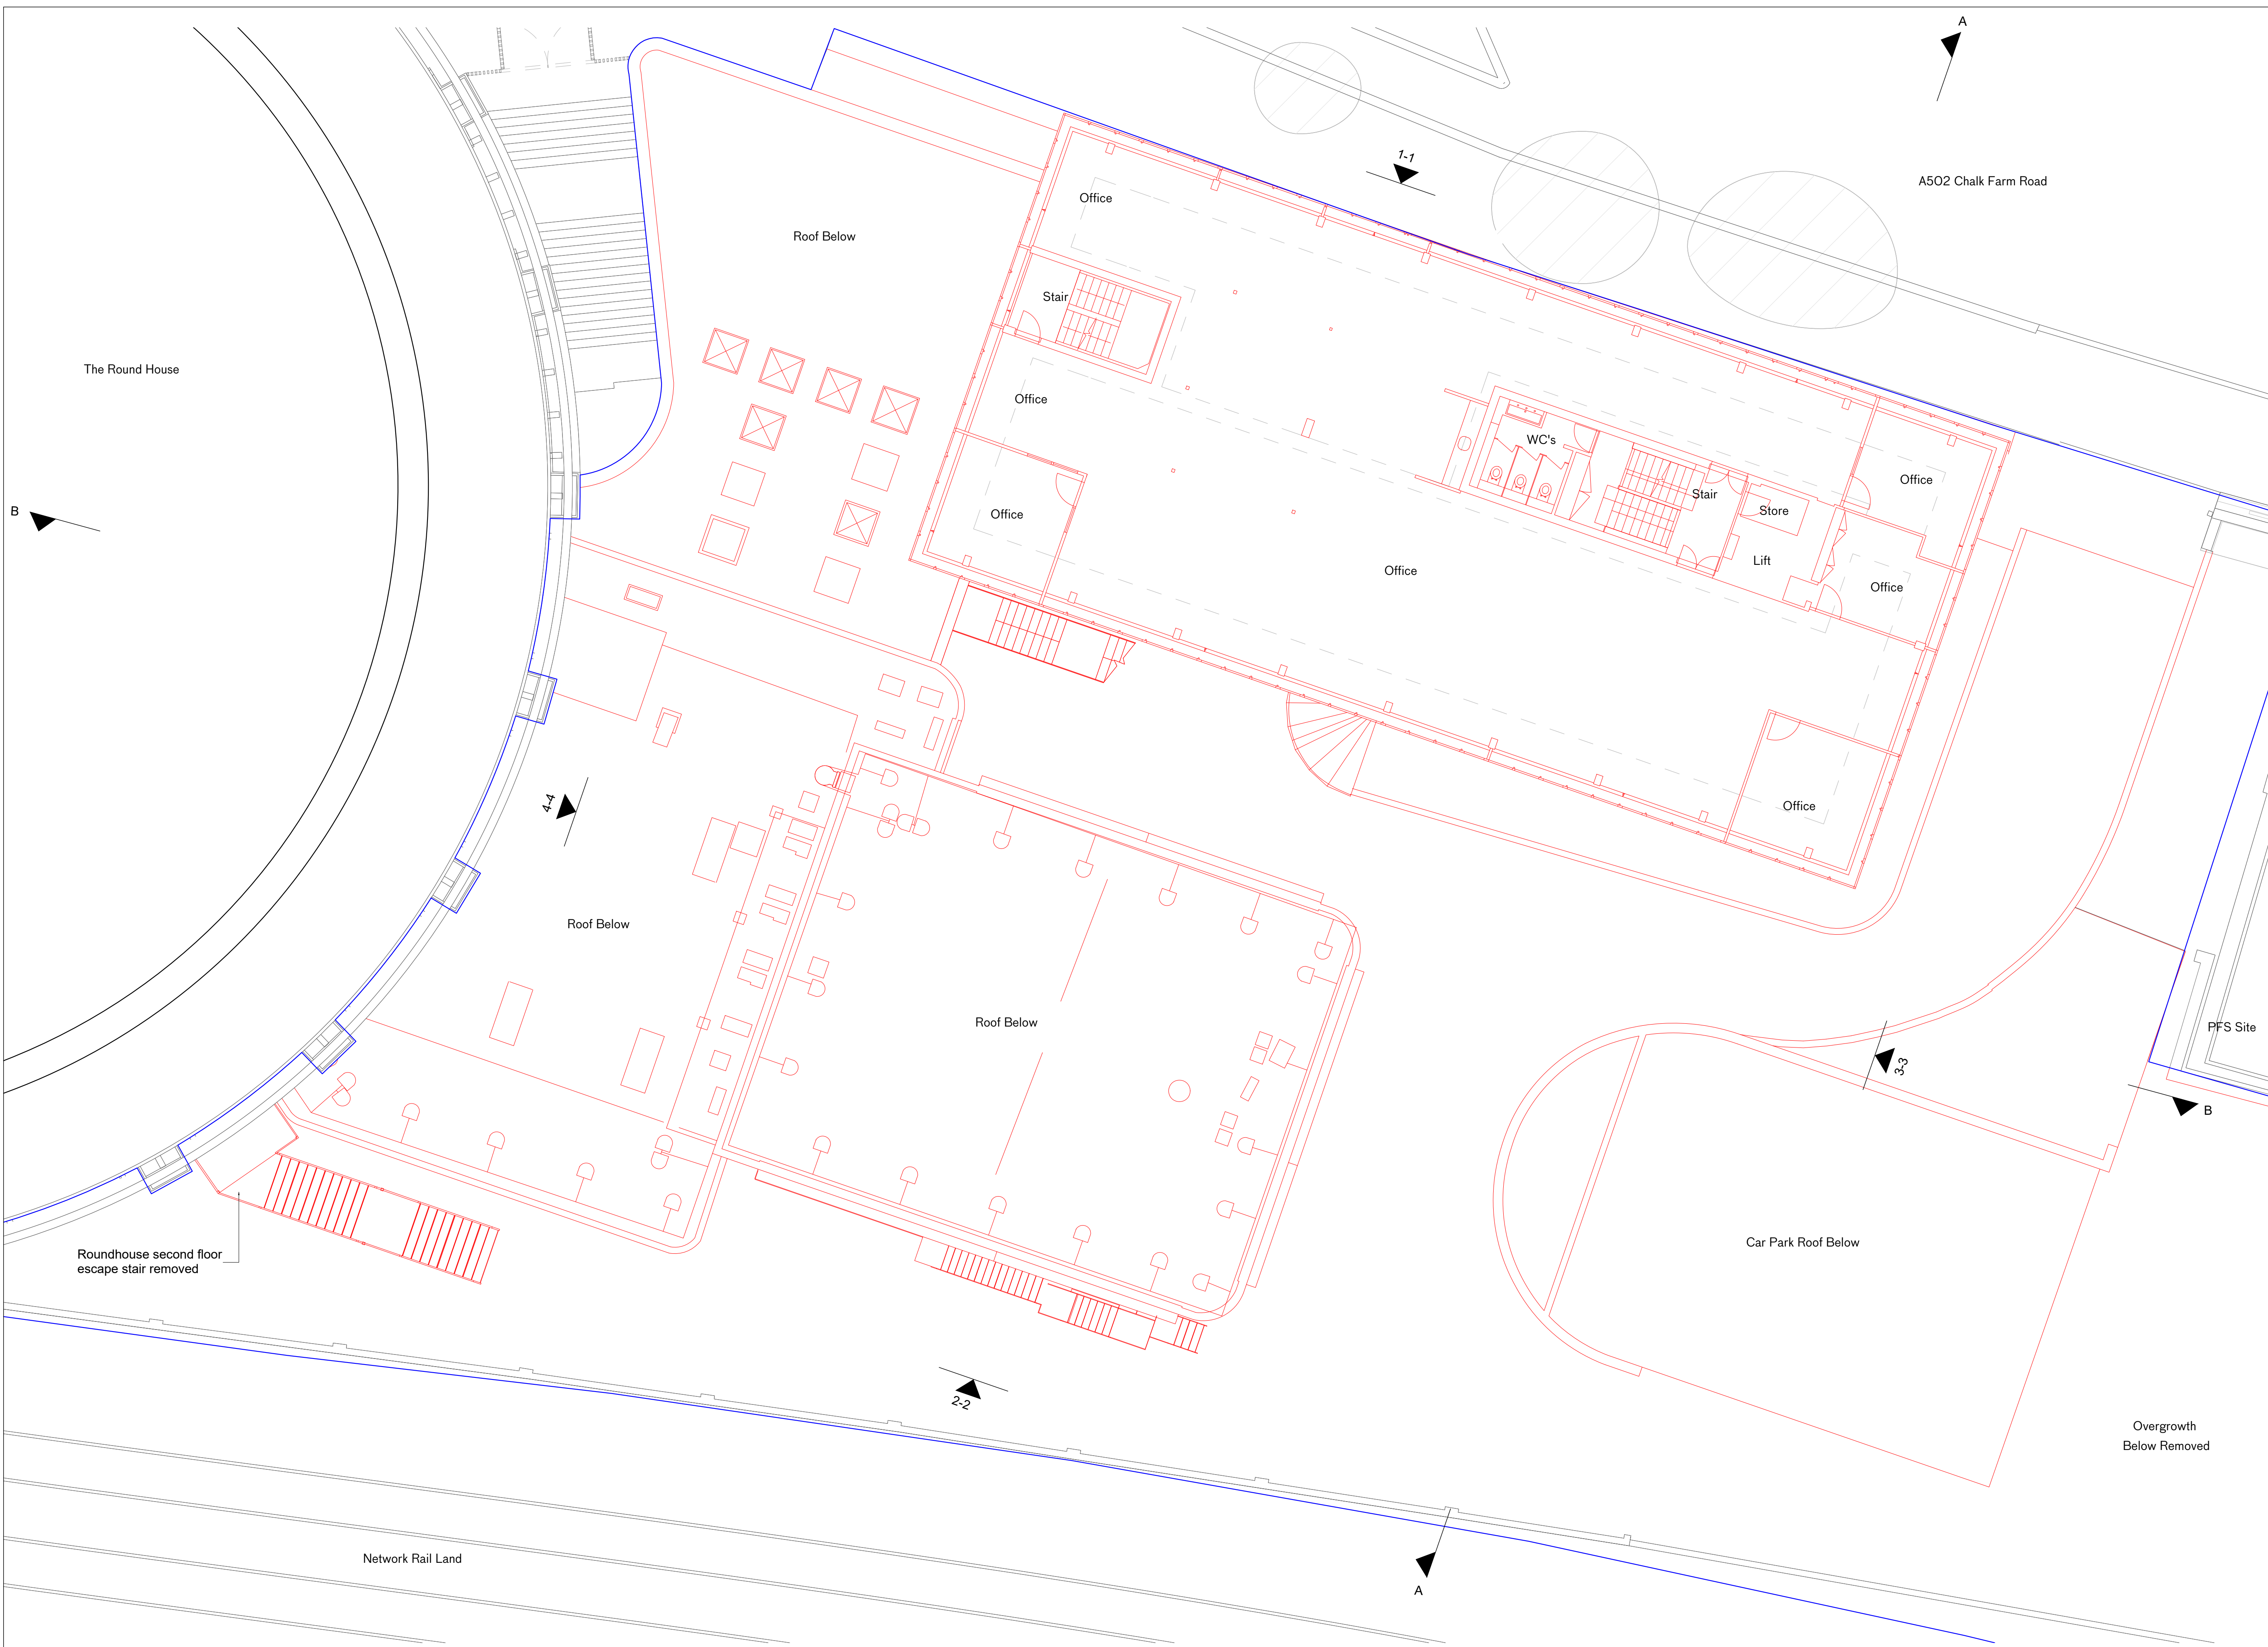 A
1-1
A502 Chalk Farm Road
Office
Roof Below
Stair
The Round House
Office
WC's
Office
Stair
Store
Office
B
Office
Lift
Office
Office
4-4
Roof Below
Roof Below
PFS Site
3-3
B
Car Park Roof Below
Roundhouse second floor
escape stair removed
2-2
Overgrowth
Below Removed
Network Rail Land
A